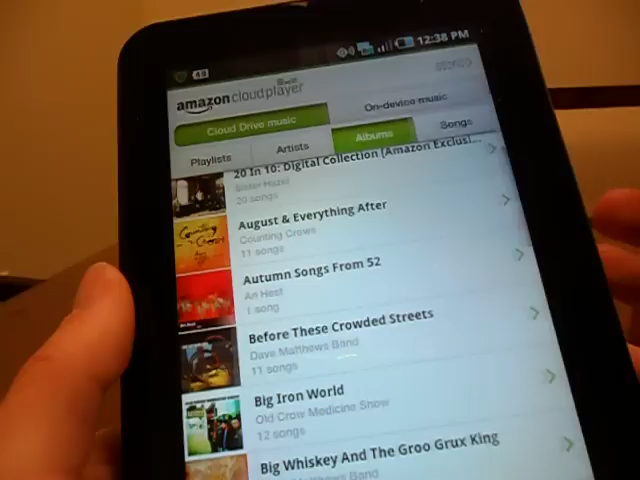 49 12:38 PM
amazon cloudplayer
Cloud Drive music On-device music
Playlists Artists Albums Songs
20 In 10: Digital Collection [Amazon Exclusi...
Sister Hazel
20 songs
August & Everything After
Counting Crows
11 songs
Autumn Songs From 52
An Host
1 song
Before These Crowded Streets
Dave Matthews Band
11 songs
Big Iron World
Old Crow Medicine Show
12 songs
Big Whiskey And The Groo Grux King
Matthews Band